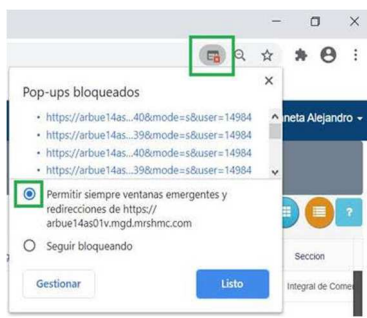 Pop-ups bloqueados
https://arbue14as...40&mode=s&user=14984
neta Alejandro
https://arbue14as...39&mode=s&user=14984
https://arbue14as...40&mode=s&user=14984
https://arbue14as...39&mode=s&user=14984
Permitir siempre ventanas emergentes y
redirecciones de https://
arbue14as01v.mgd.mrshmc.com
?
Seguir bloqueando
Seccion
Gestionar
Listo
Integral de Comer